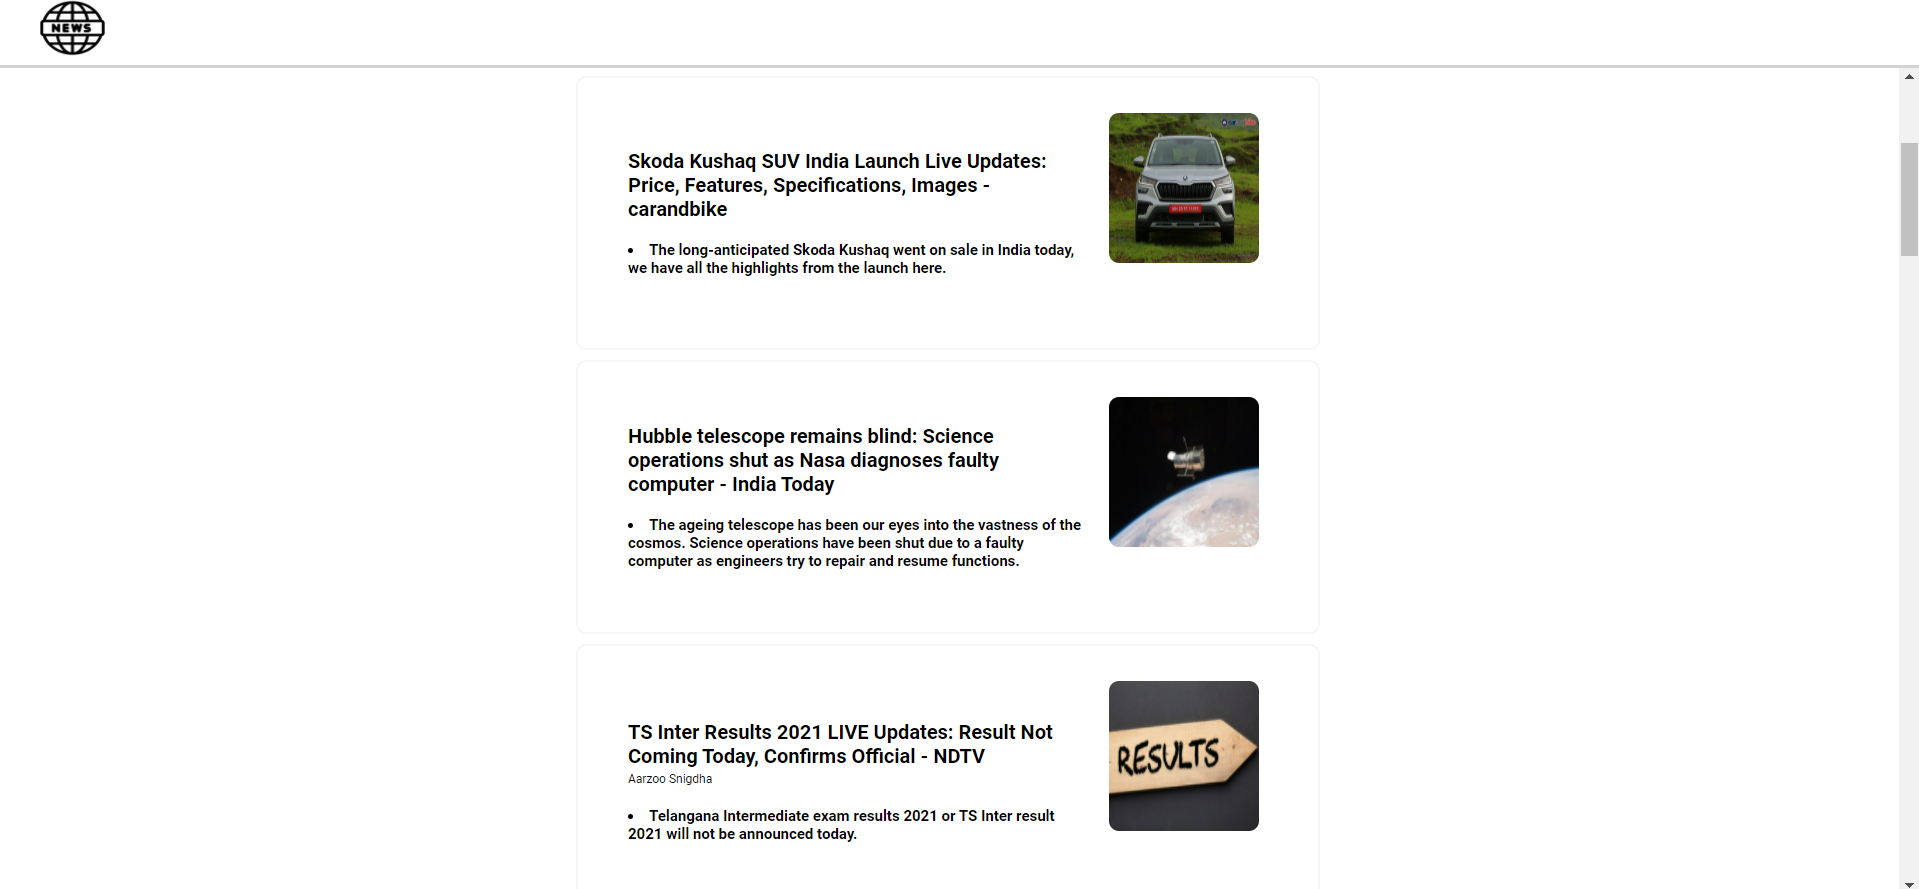 NEWS
Skoda Kushaq SUV India Launch Live Updates:
Price, Features, Specifications, Images -
carandbike
• The long-anticipated Skoda Kushaq went on sale in India today,
we have all the highlights from the launch here.
Hubble telescope remains blind: Science
operations shut as Nasa diagnoses faulty
computer - India Today
• The ageing telescope has been our eyes into the vastness of the
cosmos. Science operations have been shut due to a faulty
computer as engineers try to repair and resume functions.
TS Inter Results 2021 LIVE Updates: Result Not
Coming Today, Confirms Official - NDTV
Aarzoo Snigdha
RESULTS
• Telangana Intermediate exam results 2021 or TS Inter result
2021 will not be announced today.